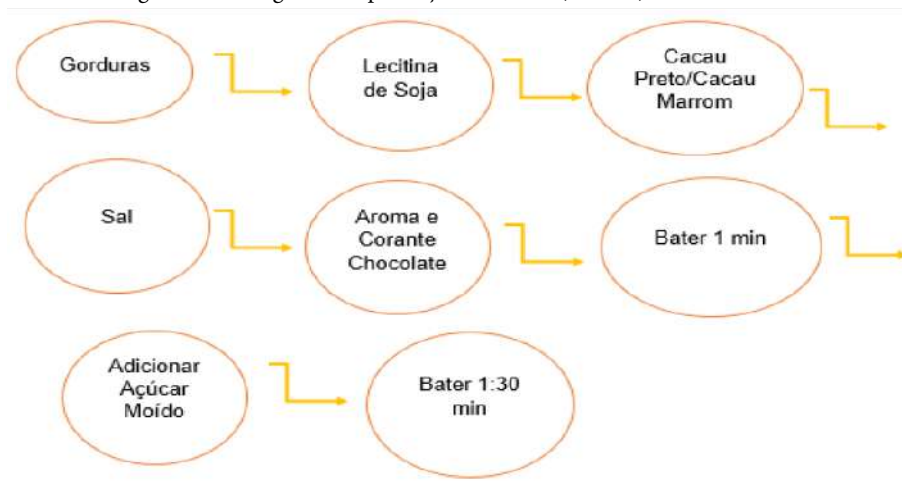 Gorduras
Lecitina
de Soja
Cacau
Preto/Cacau
Marrom
Sal
Aroma e
Corante
Chocolate
Bater 1 min
Adicionar
Açúcar
Moído
Bater 1:30
min